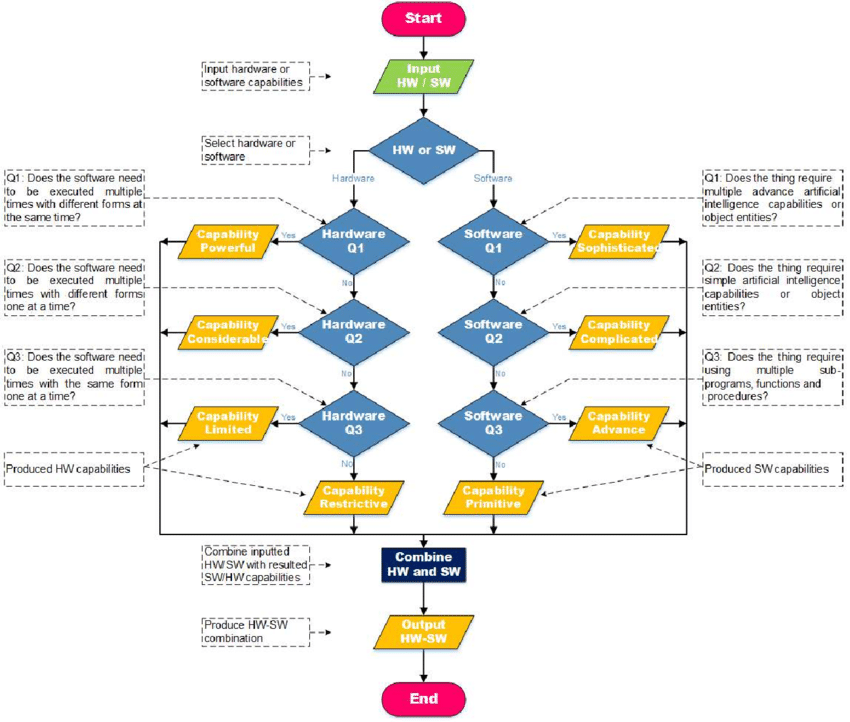 Start
Input hardware or
software capabilities
Input
HW / SW
Select hardware or
software
HW or SW
Hardware
Software
Q1: Does the software need
to be executed multiple
times with different forms at
the same time?
Q1: Does the thing require
multiple advance artificial
intelligence capabilities or
object entities?
Capability
Powerful
Yes
Hardware
Q1
Software
Q1
Yes
Capability
Sophisticated
No
No
Q2: Does the software need
to be executed multiple
times with different forms
one at a time?
Q2: Does the thing require
simple artificial intelligence
capabilities or object
entities?
Capability
Considerable
Yes
Hardware
Q2
Software
Q2
Yes
Capability
Complicated
No
No
Q3: Does the software need
to be executed multiple
times with the same form
one at a time?
Q3: Does the thing require
using multiple sub-
programs, functions and
procedures?
Capability
Limited
Yes
Hardware
Q3
Software
Q3
Yes
Capability
Advance
No
No
Produced HW capabilities
Capability
Restrictive
Capability
Primitive
Produced SW capabilities
Combine inputted
HW/SW with resulted
SW/HW capabilities
Combine
HW and SW
Produce HW-SW
combination
Output
HW-SW
End